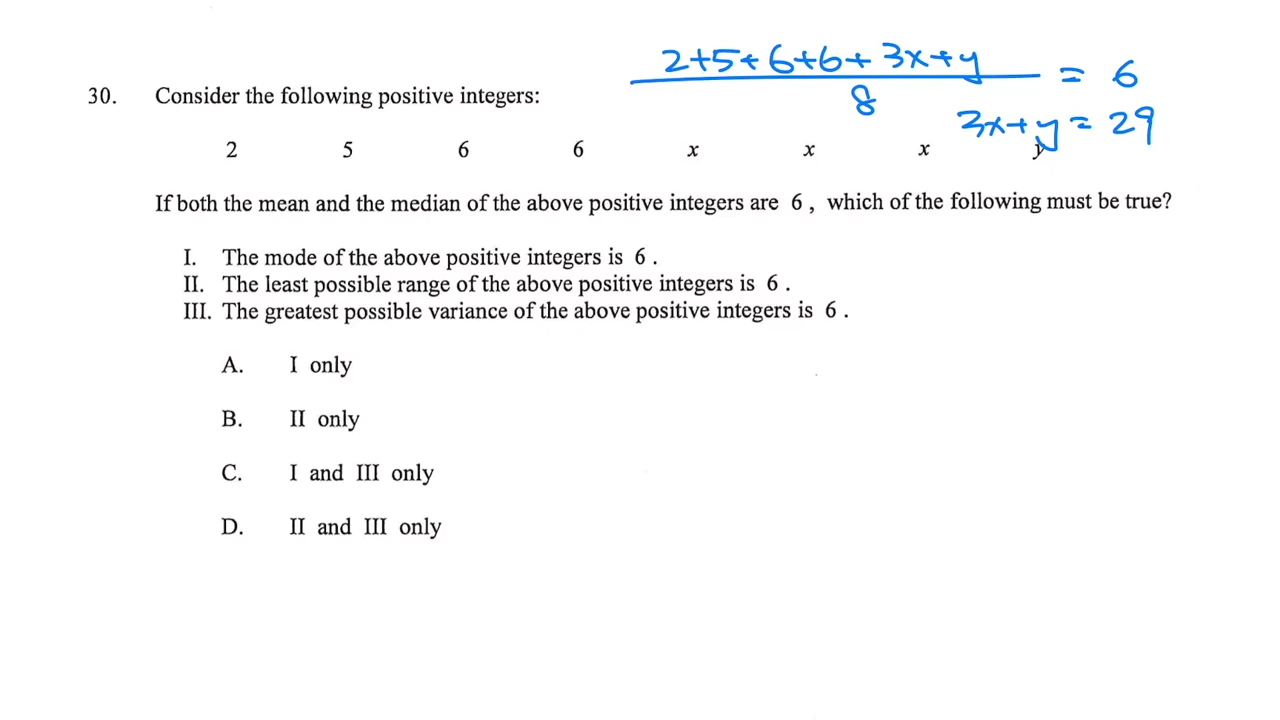 2+5+6+6+3x+y
8
= 6
30. Consider the following positive integers:
3x+y = 29
2 5 6 6 x x x y
If both the mean and the median of the above positive integers are 6 , which of the following must be true?
I. The mode of the above positive integers is 6 .
II. The least possible range of the above positive integers is 6 .
III. The greatest possible variance of the above positive integers is 6 .
A. I only
B. II only
C. I and III only
D. II and III only